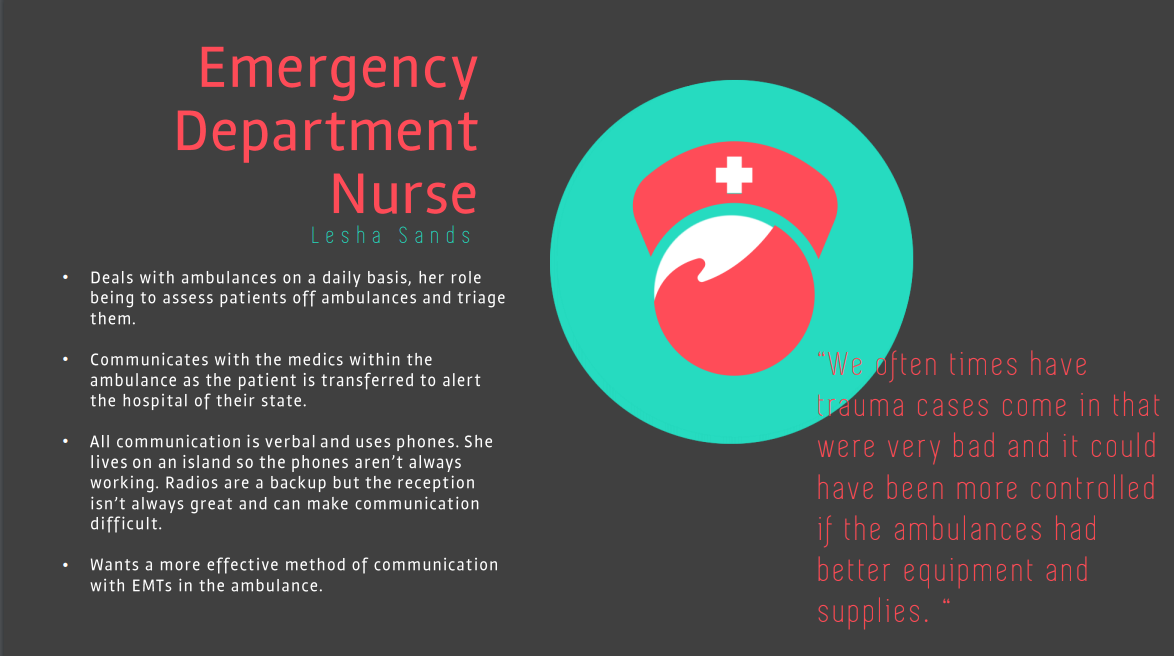 Emergency
Department
Nurse
Lesha Sands
• Deals with ambulances on a daily basis, her role
being to assess patients off ambulances and triage
them.
• Communicates with the medics within the
ambulance as the patient is transferred to alert
the hospital of their state.
• All communication is verbal and uses phones. She
lives on an island so the phones aren’t always
working. Radios are a backup but the reception
isn’t always great and can make communication
difficult.
• Wants a more effective method of communication
with EMTs in the ambulance.
“We often times have
trauma cases come in that
were very bad and it could
have been more controlled
if the ambulances had
better equipment and
supplies. “